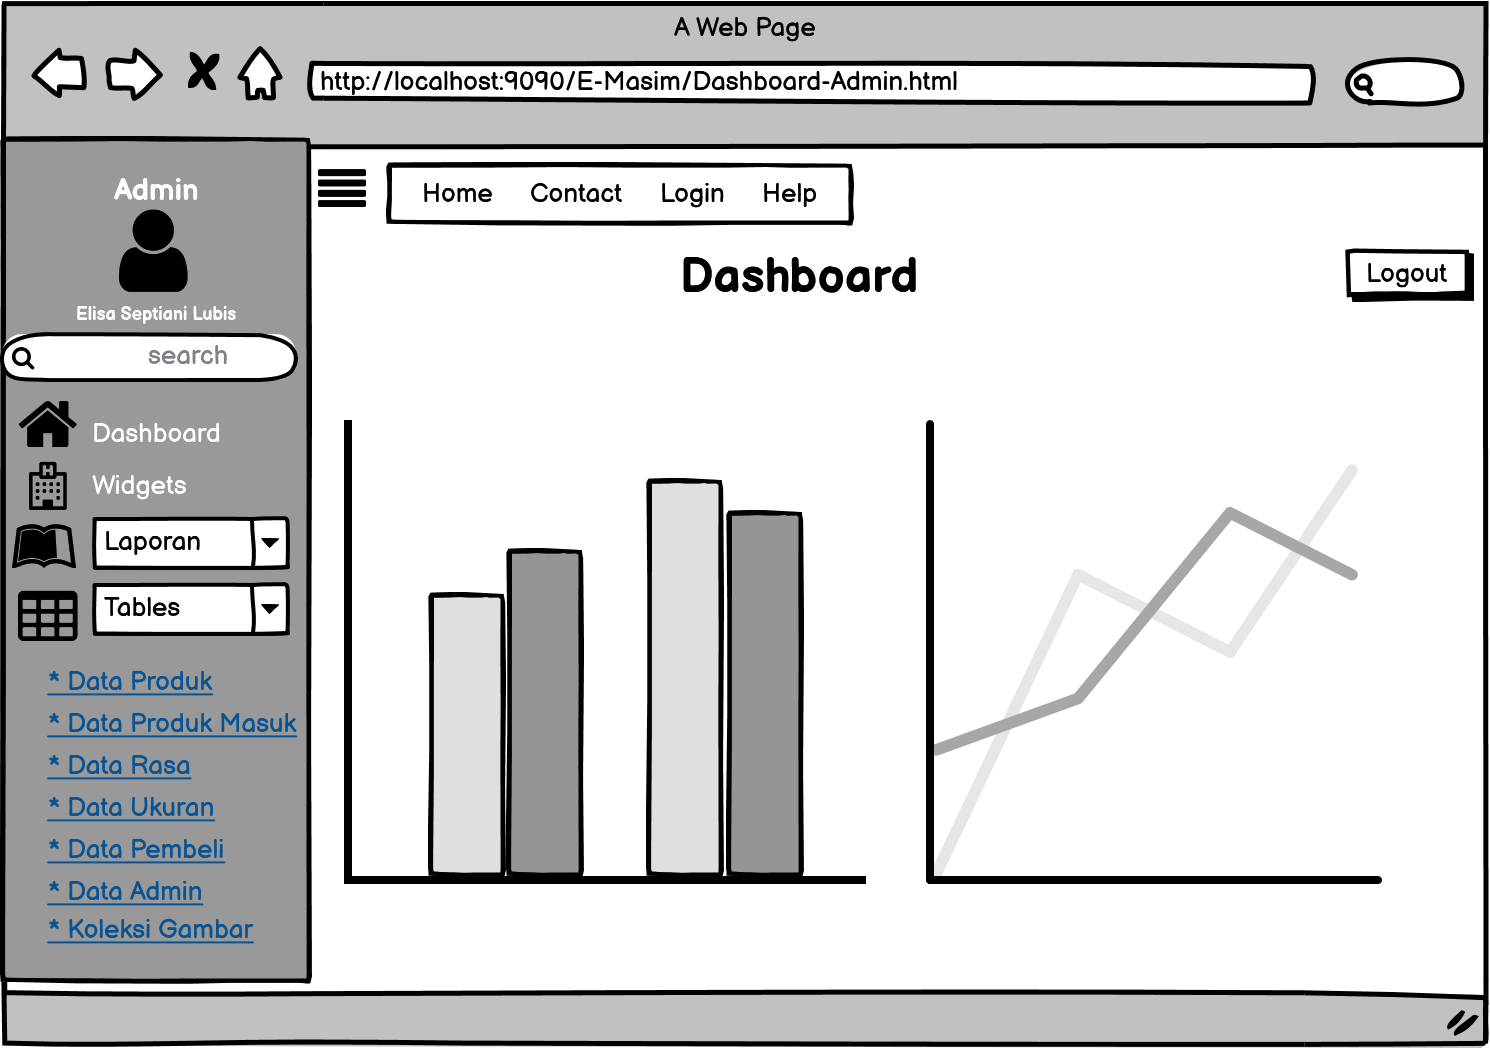 A Web Page
http://localhost:9090/E-Masim/Dashboard-Admin.html
Admin
Elisa Septiani Lubis
search
Dashboard
Widgets
Laporan
Tables
* Data Produk
* Data Produk Masuk
* Data Rasa
* Data Ukuran
* Data Pembeli
* Data Admin
* Koleksi Gambar
Home Contact Login Help
Dashboard
Logout